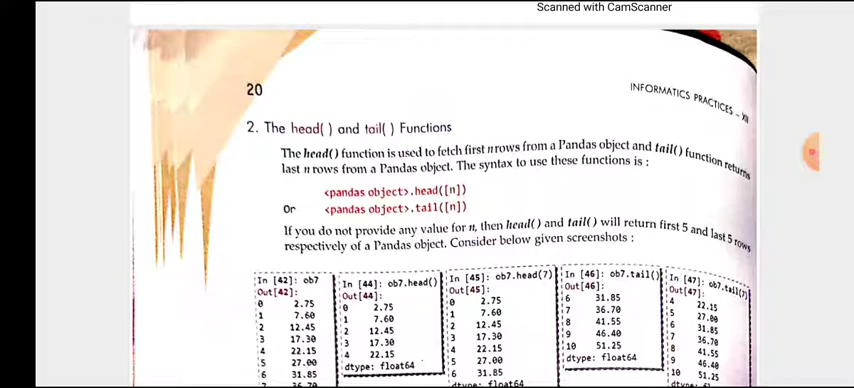 Scanned with CamScanner
20
INFORMATICS PRACTICES – XII
2. The head( ) and tail( ) Functions
The head( ) function is used to fetch first n rows from a Pandas object and tail( ) function returns
last n rows from a Pandas object. The syntax to use these functions is :
<pandas object>.head([n])
Or <pandas object>.tail([n])
If you do not provide any value for n, then head( ) and tail( ) will return first 5 and last 5 rows
respectively of a Pandas object. Consider below given screenshots :
In [42]: ob7
Out[42]:
0 2.75
1 7.60
2 12.45
3 17.30
4 22.15
5 27.00
6 31.85
7 36.70
In [44]: ob7.head()
Out[44]:
0 2.75
1 7.60
2 12.45
3 17.30
4 22.15
dtype: float64
In [45]: ob7.head(7)
Out[45]:
0 2.75
1 7.60
2 12.45
3 17.30
4 22.15
5 27.00
6 31.85
dtype: float64
In [46]: ob7.tail()
Out[46]:
6 31.85
7 36.70
8 41.55
9 46.40
10 51.25
dtype: float64
In [47]: ob7.tail(7)
Out[47]:
4 22.15
5 27.00
6 31.85
7 36.70
8 41.55
9 46.40
10 51.25